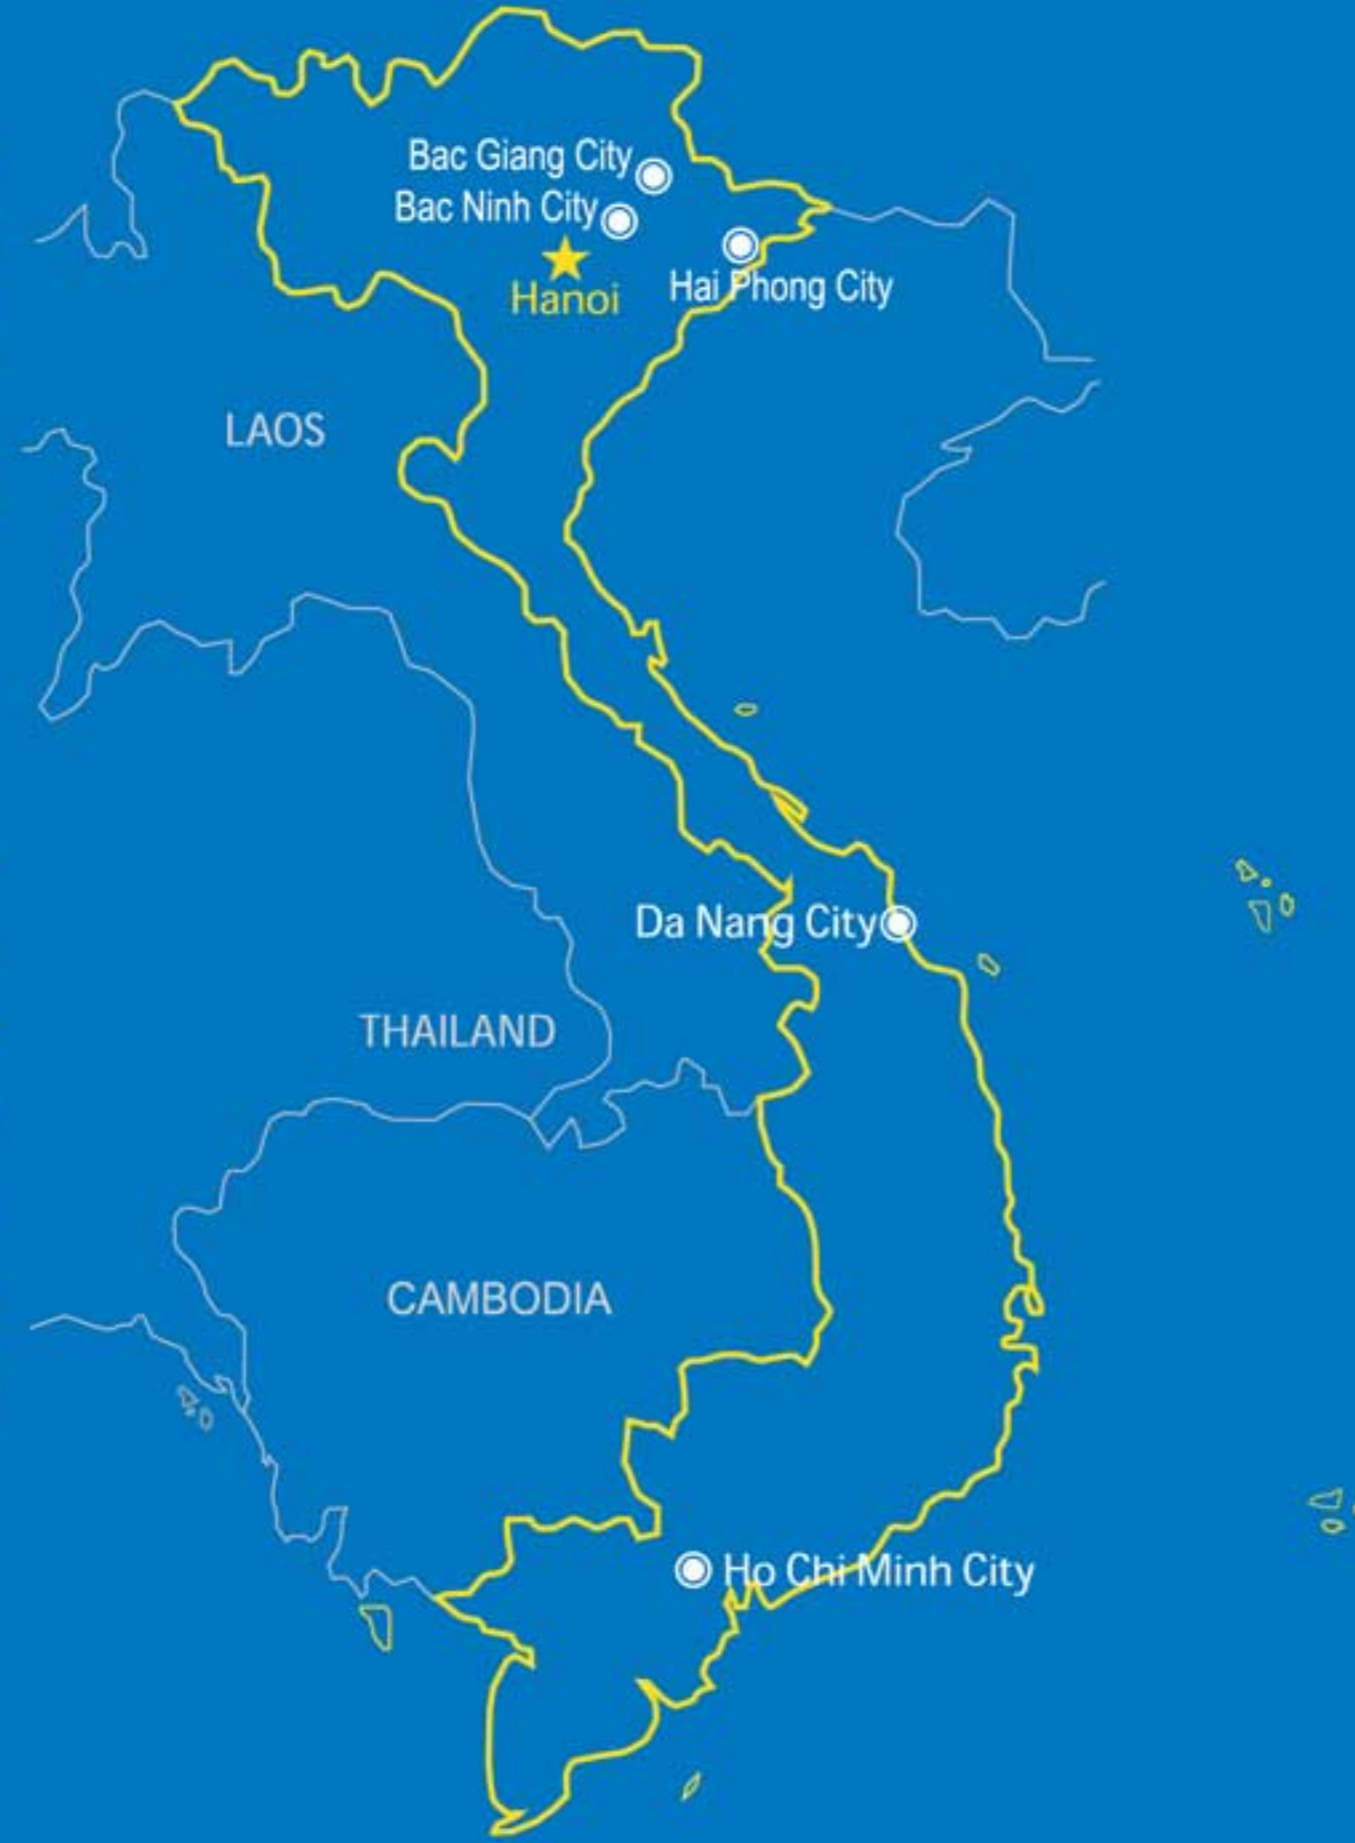 Bac Giang City
Bac Ninh City
Hanoi
Hai Phong City
LAOS
Da Nang City
THAILAND
CAMBODIA
Ho Chi Minh City